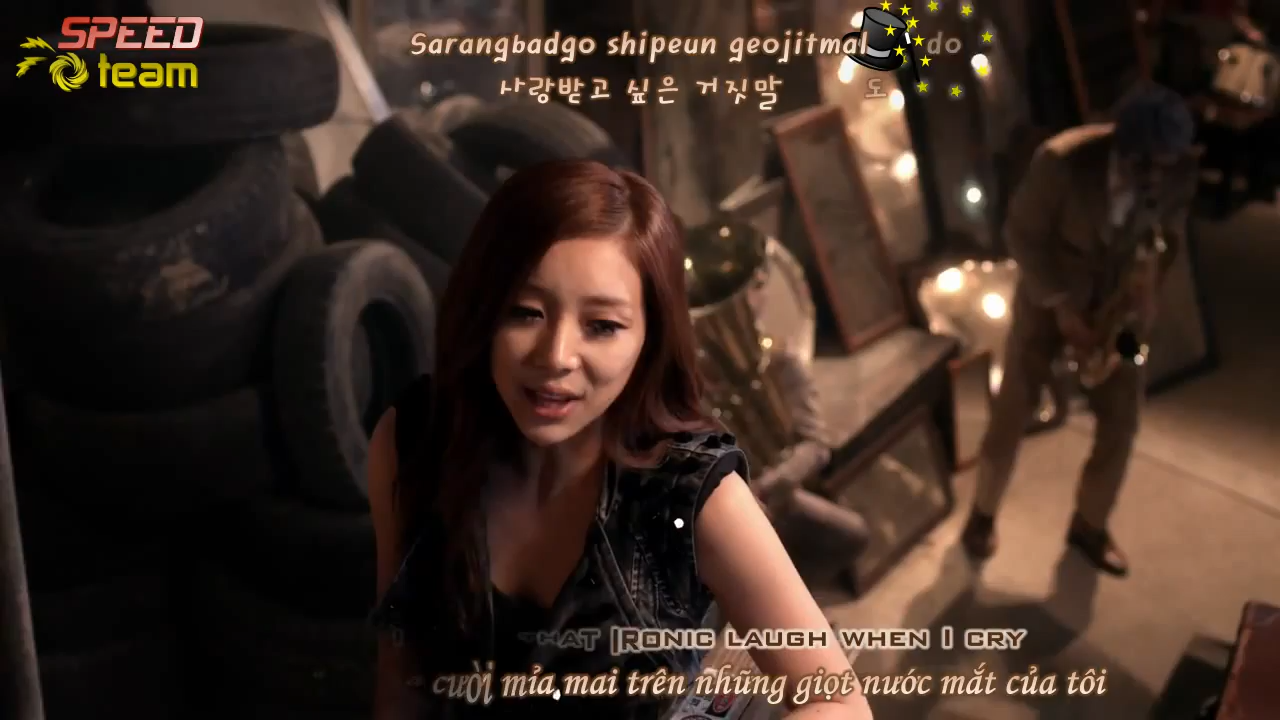 SPEED
team
Sarangbadgo shipeun geojitmal do
사랑받고 싶은 거짓말 도
THAT IRONIC LAUGH WHEN I CRY
cười mỉa mai trên những giọt nước mắt của tôi